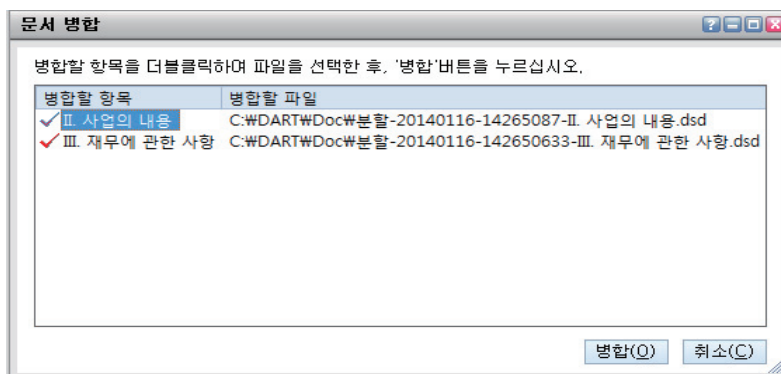 문서 병합
병합할 항목을 더블클릭하여 파일을 선택한 후, '병합'버튼을 누르십시오.
병합할 항목 병합할 파일
Ⅱ. 사업의 내용 C:₩DART₩Doc₩분할-20140116-14265087-Ⅱ. 사업의 내용.dsd
Ⅲ. 재무에 관한 사항 C:₩DART₩Doc₩분할-20140116-142650633-Ⅲ. 재무에 관한 사항.dsd
병합(O) 취소(C)